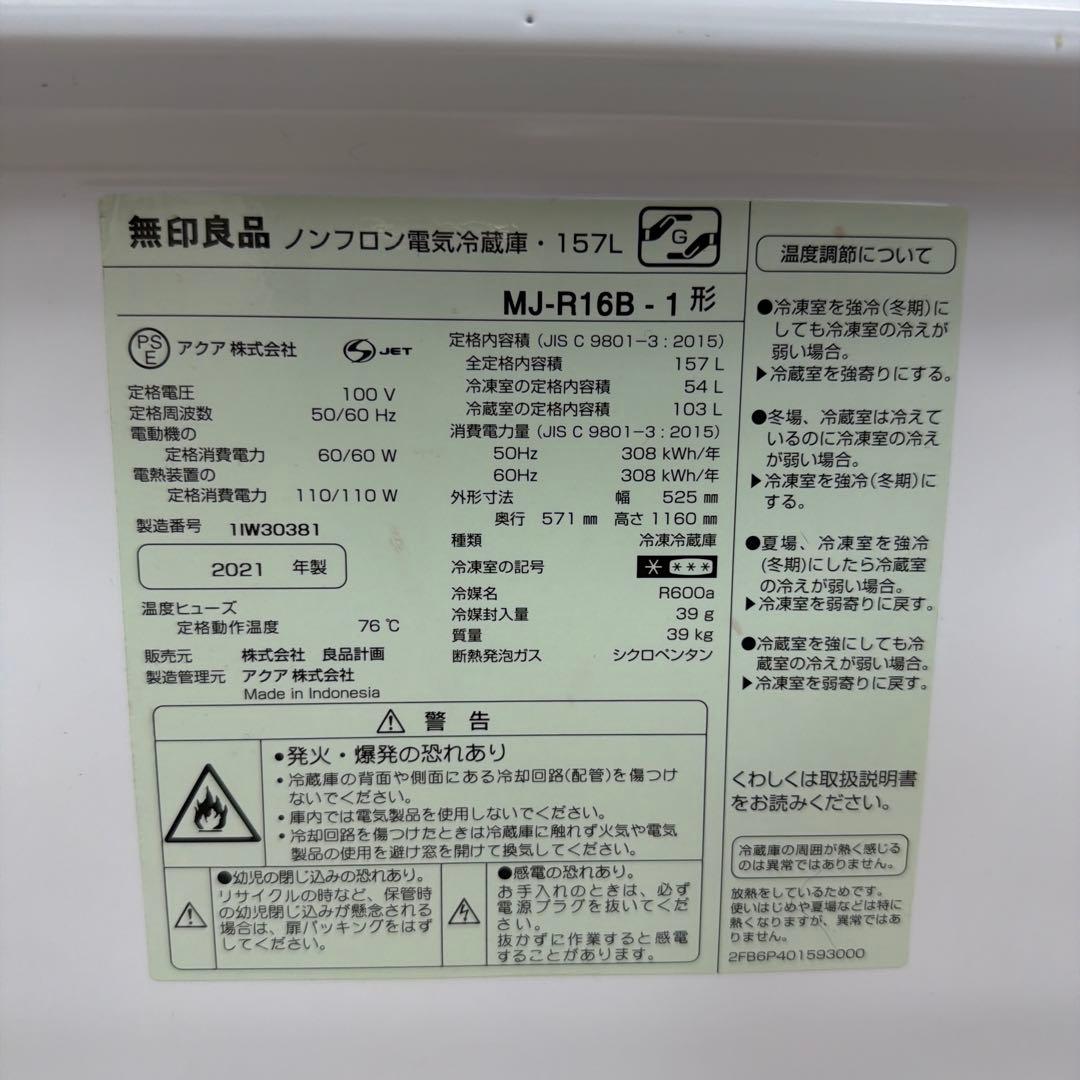 無印良品 ノンフロン電気冷蔵庫・157L G
MJ-R16B - 1 形
PSE アクア 株式会社 S JET
定格電圧 100 V
定格周波数 50/60 Hz
電動機の
定格消費電力 60/60 W
電熱装置の
定格消費電力 110/110 W
製造番号 1IW30381
2021 年製
温度ヒューズ
定格動作温度 76 ℃
販売元 株式会社 良品計画
製造管理元 アクア 株式会社
Made in Indonesia
定格内容積 (JIS C 9801-3 : 2015)
全定格内容積 157 L
冷凍室の定格内容積 54 L
冷蔵室の定格内容積 103 L
消費電力量 (JIS C 9801-3 : 2015)
50Hz 308 kWh/年
60Hz 308 kWh/年
外形寸法 幅 525 ㎜
奥行 571 ㎜ 高さ 1160 ㎜
種類 冷凍冷蔵庫
冷凍室の記号 * ***
冷媒名 R600a
冷媒封入量 39 g
質量 39 kg
断熱発泡ガス シクロペンタン
⚠ 警 告
●発火・爆発の恐れあり
・冷蔵庫の背面や側面にある冷却回路(配管)を傷つけ
ないでください。
・庫内では電気製品を使用しないでください。
・冷却回路を傷つけたときは冷蔵庫に触れず火気や電気
製品の使用を避け窓を開けて換気してください。
●幼児の閉じ込みの恐れあり。
リサイクルの時など、保管時
の幼児閉じ込みが懸念される
場合は、扉パッキングをはず
してください。
●感電の恐れあり。
お手入れのときは、必ず
電源プラグを抜いてくだ
さい。
抜かずに作業すると感電
することがあります。
温度調節について
●冷凍室を強冷(冬期)に
しても冷凍室の冷えが
弱い場合。
▶冷蔵室を強寄りにする。
●冬場、冷蔵室は冷えて
いるのに冷凍室の冷え
が弱い場合。
▶冷凍室を強冷(冬期)に
する。
●夏場、冷凍室を強冷
(冬期)にしたら冷蔵室
の冷えが弱い場合。
▶冷凍室を弱寄りに戻す。
●冷蔵室を強にしても冷
蔵室の冷えが弱い場合。
▶冷凍室を弱寄りに戻す。
くわしくは取扱説明書
をお読みください。
冷蔵庫の周囲が熱く感じる
のは異常ではありません。
放熱をしているためです。
使いはじめや夏場などは特に
熱くなりますが、異常ではあ
りません。
2FB6P401593000